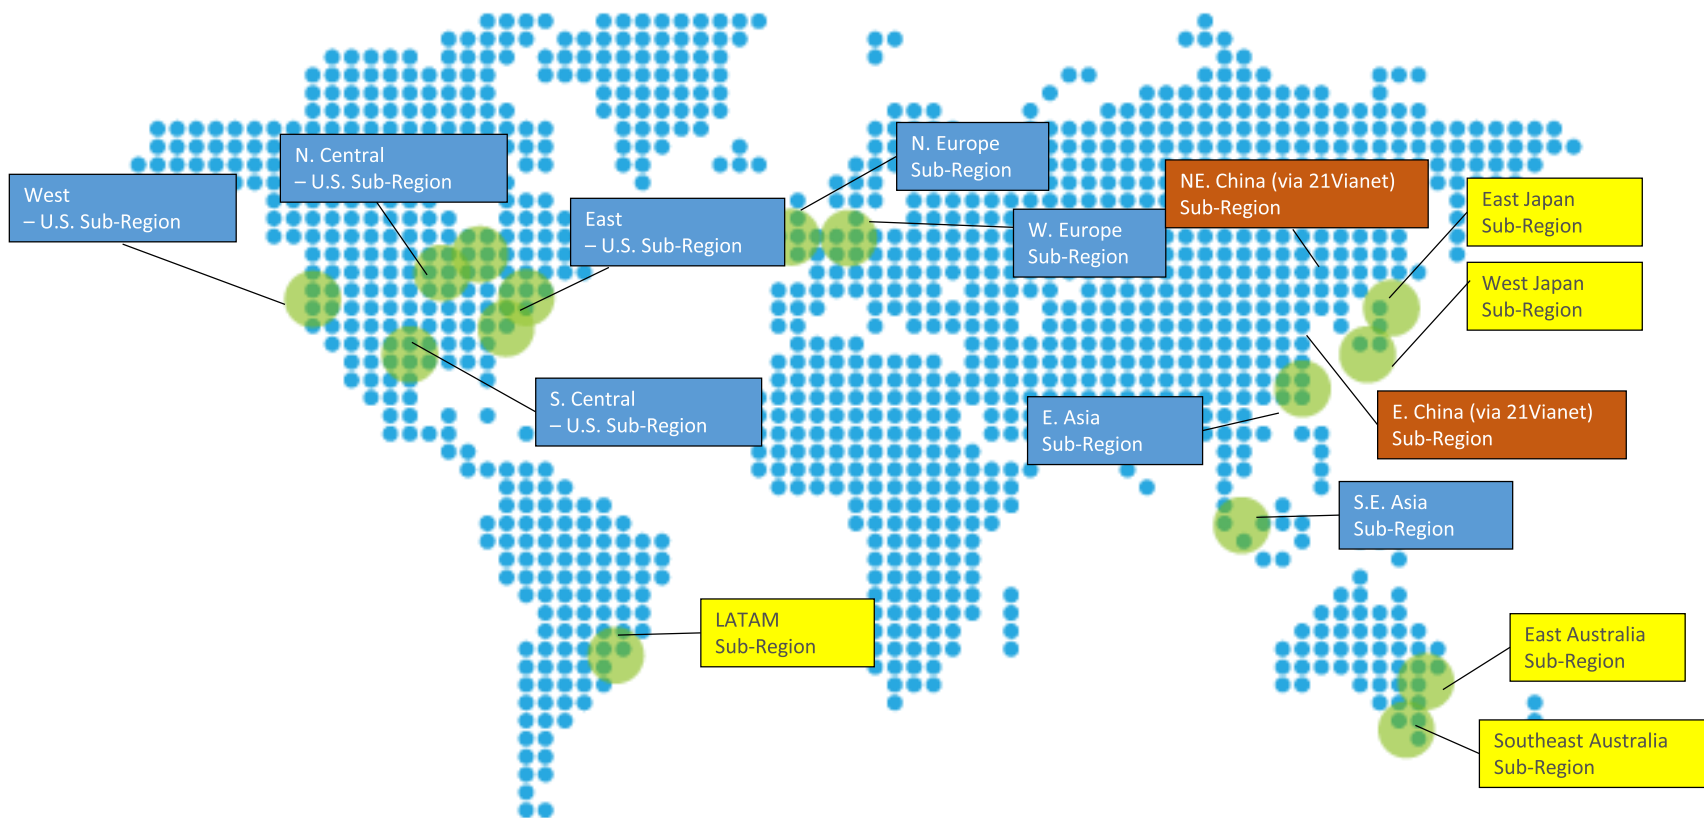 N. Central
– U.S. Sub-Region
West
– U.S. Sub-Region
East
– U.S. Sub-Region
N. Europe
Sub-Region
W. Europe
Sub-Region
NE. China (via 21Vianet)
Sub-Region
East Japan
Sub-Region
West Japan
Sub-Region
S. Central
– U.S. Sub-Region
E. Asia
Sub-Region
E. China (via 21Vianet)
Sub-Region
S.E. Asia
Sub-Region
LATAM
Sub-Region
East Australia
Sub-Region
Southeast Australia
Sub-Region